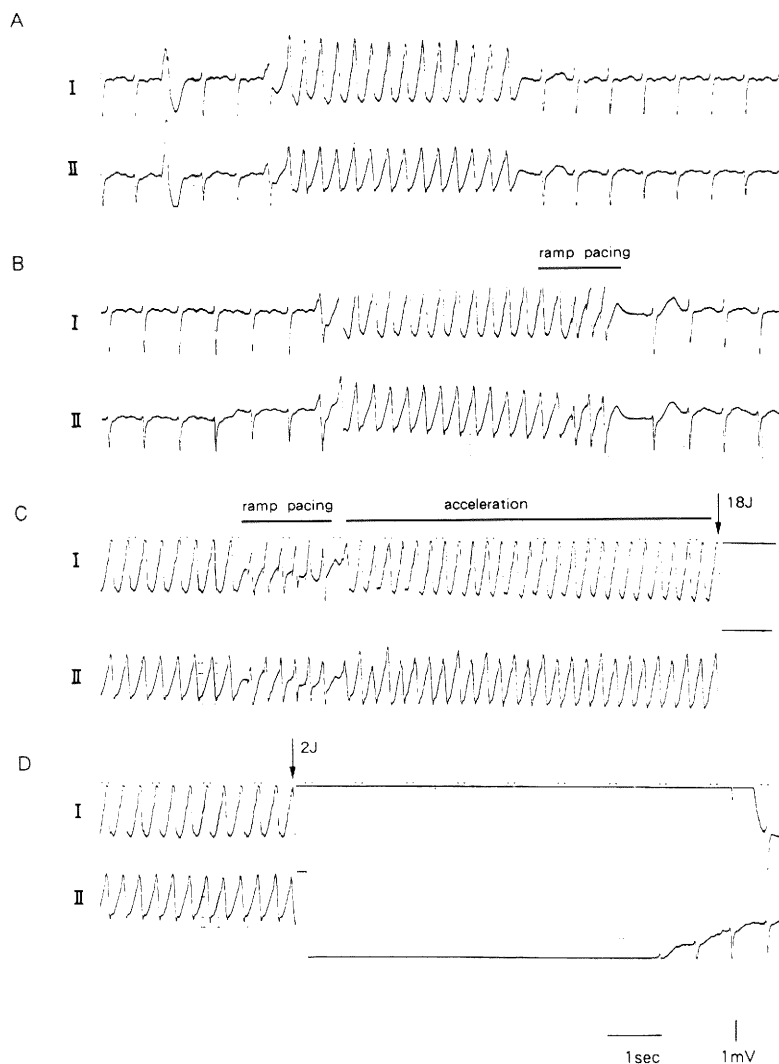 A
I
II
ramp pacing
B
I
II
ramp pacing
acceleration
18J
C
I
II
2J
D
I
II
1sec
1mV